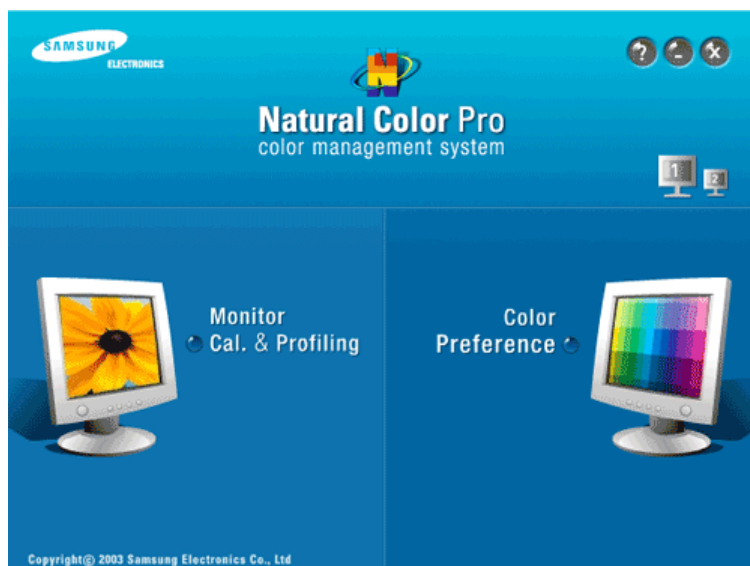 SAMSUNG
ELECTRONICS
? - x
N
Natural Color Pro
color management system
1 2
Monitor
Cal. & Profiling
Color
Preference
Copyright© 2003 Samsung Electronics Co., Ltd